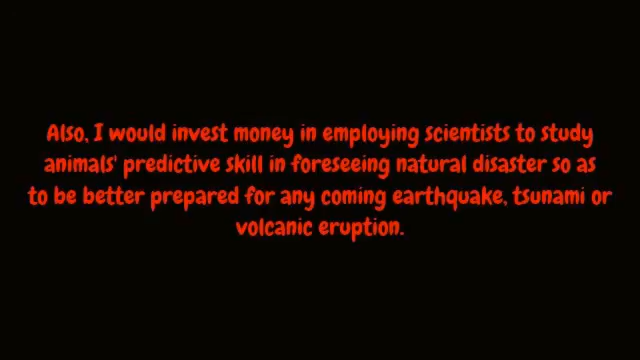 Also, I would invest money in employing scientists to study
animals' predictive skill in foreseeing natural disaster so as
to be better prepared for any coming earthquake, tsunami or
volcanic eruption.